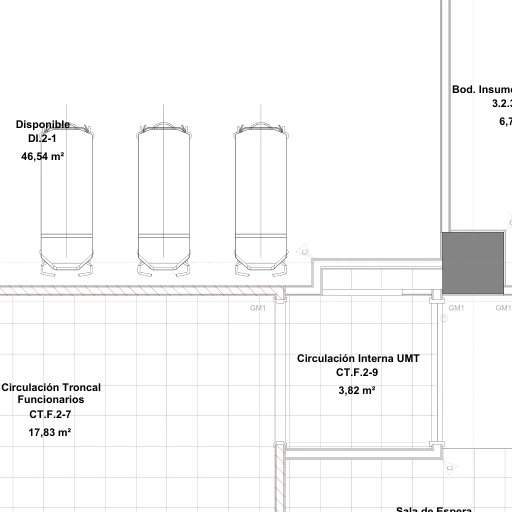 Disponible
DI.2-1
46,54 m²
Bod. Insum
3.2.3
6,7
GM1
GM1
GM1
Circulación Interna UMT
CT.F.2-9
3,82 m²
Circulación Troncal
Funcionarios
CT.F.2-7
17,83 m²
Sala de Espera